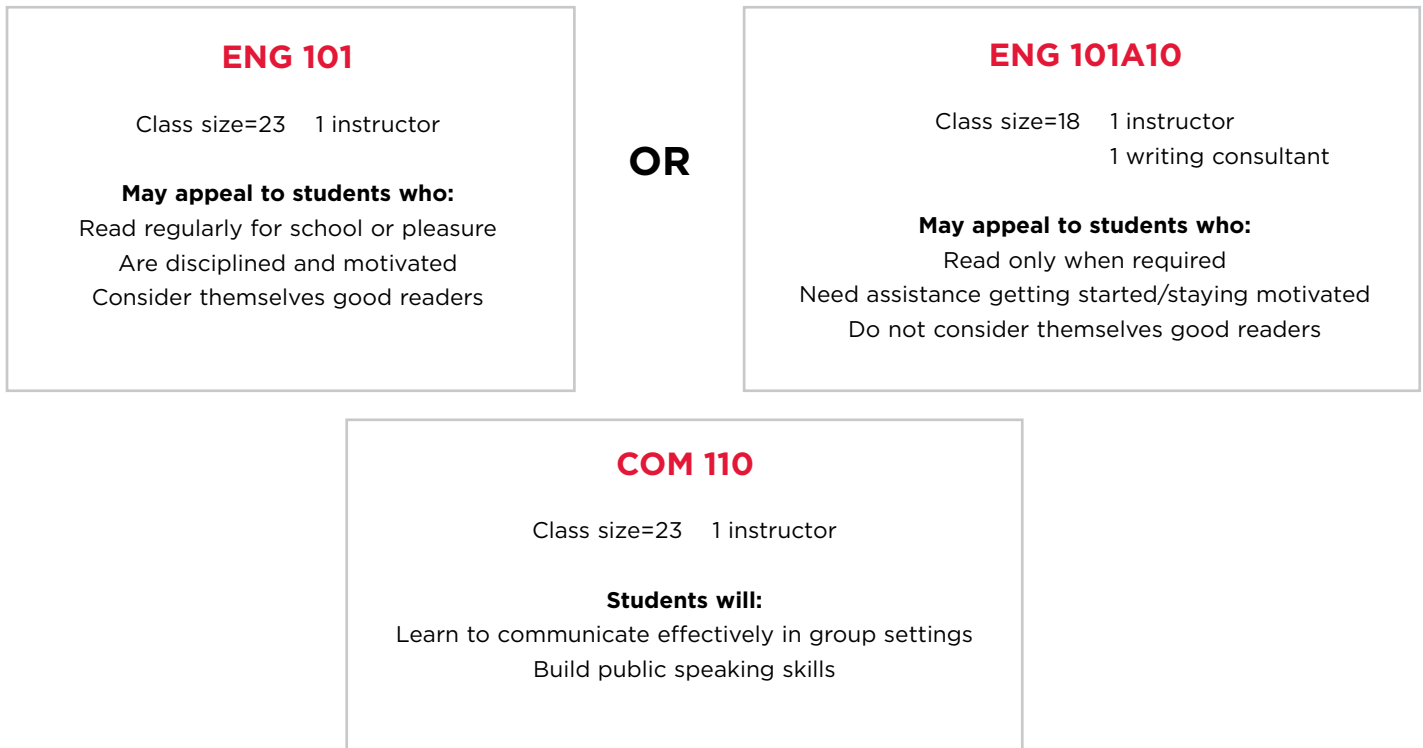 ENG 101
Class size=23 1 instructor
May appeal to students who:
Read regularly for school or pleasure
Are disciplined and motivated
Consider themselves good readers
OR
ENG 101A10
Class size=18 1 instructor
1 writing consultant
May appeal to students who:
Read only when required
Need assistance getting started/staying motivated
Do not consider themselves good readers
COM 110
Class size=23 1 instructor
Students will:
Learn to communicate effectively in group settings
Build public speaking skills